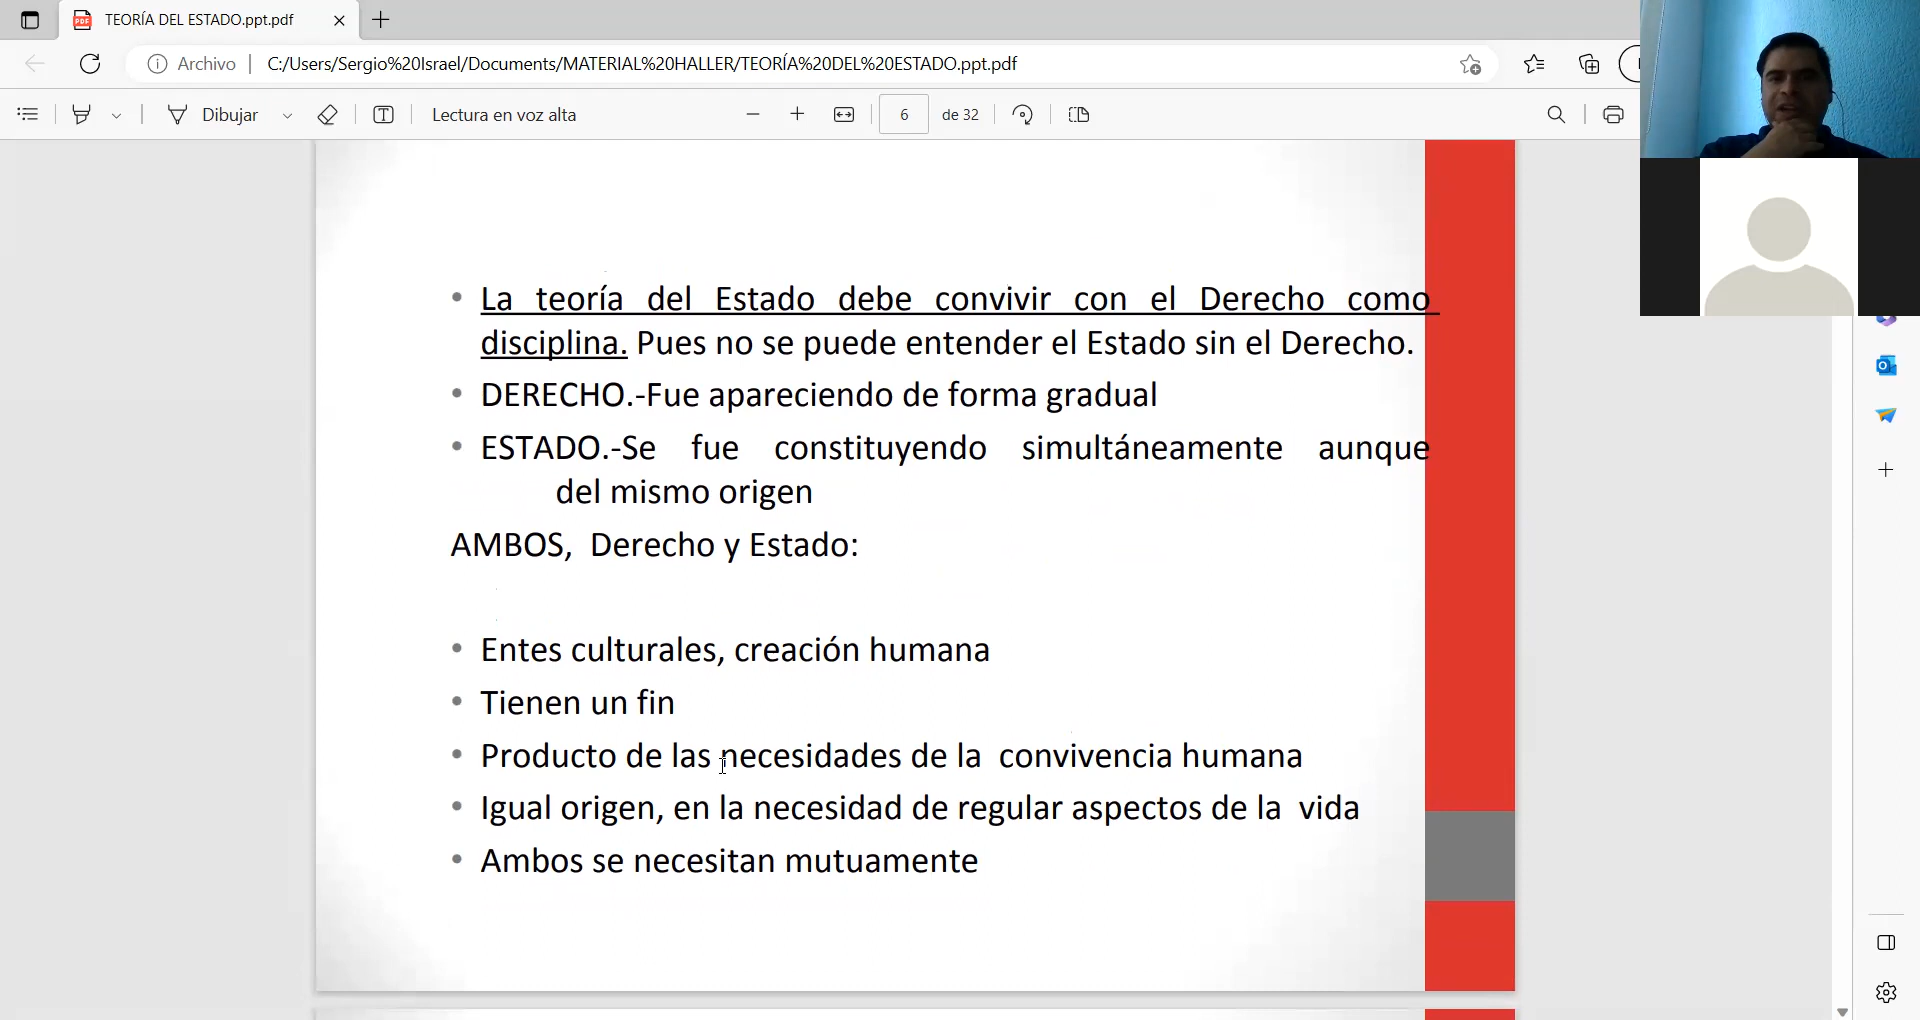 TEORÍA DEL ESTADO.ppt.pdf
Archivo
C:/Users/Sergio%20Israel/Documents/MATERIAL%20HALLER/TEORÍA%20DEL%20ESTADO.ppt.pdf
Dibujar
Lectura en voz alta
6
de 32
La teoría del Estado debe convivir con el Derecho como
disciplina. Pues no se puede entender el Estado sin el Derecho.
DERECHO.-Fue apareciendo de forma gradual
ESTADO.-Se fue constituyendo simultáneamente aunque
del mismo origen
AMBOS, Derecho y Estado:
Entes culturales, creación humana
Tienen un fin
Producto de las necesidades de la convivencia humana
Igual origen, en la necesidad de regular aspectos de la vida
Ambos se necesitan mutuamente